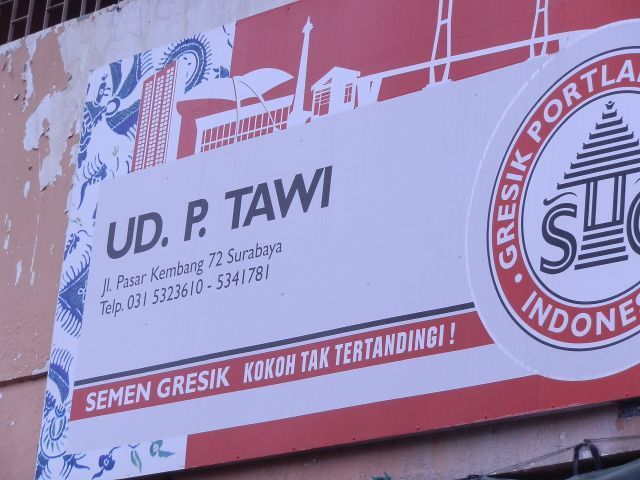 UD. P. TAWI
Jl. Pasar Kembang 72 Surabaya
Telp. 031 5323610 - 5341781
SEMEN GRESIK KOKOH TAK TERTANDINGI !
GRESIK PORTLA
SG
INDONES